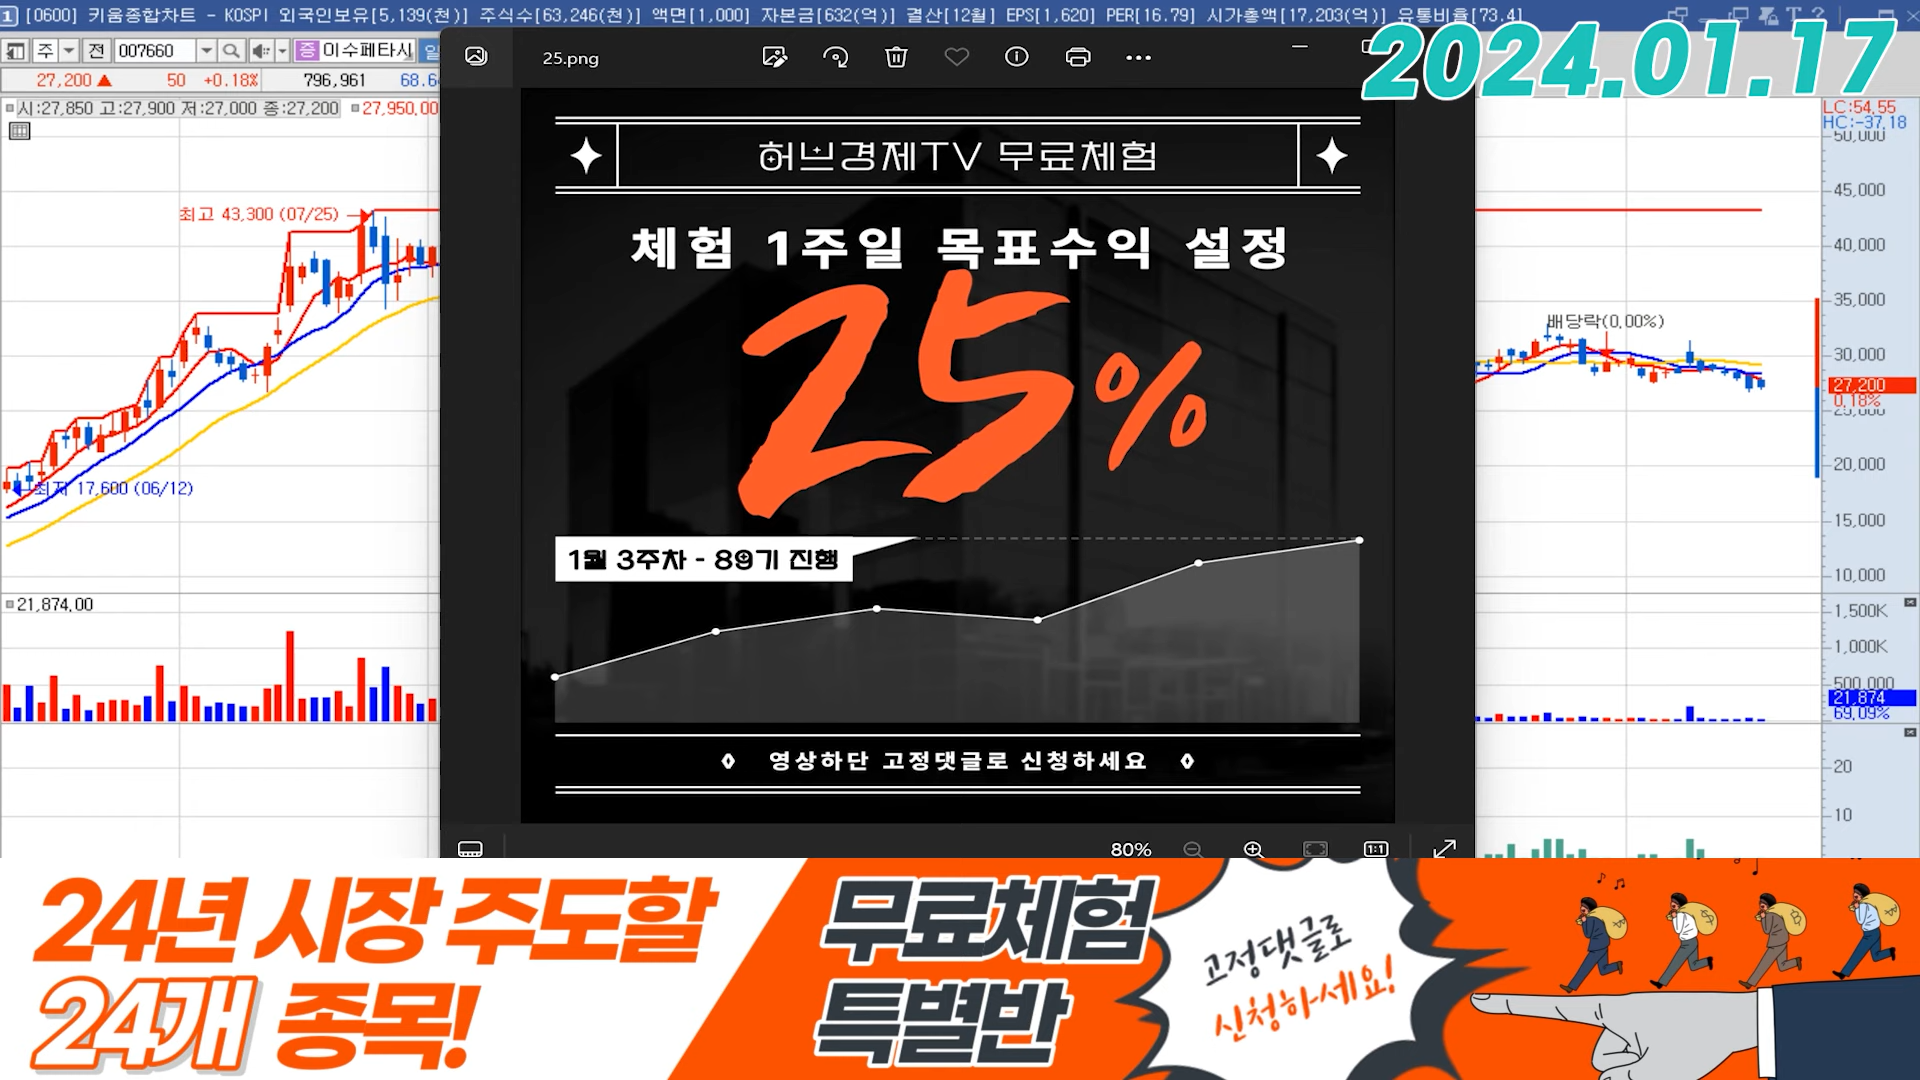 1 [0600] 키움종합차트 - KOSPI 외국인보유[5,139(천)] 주식수[63,246(천)] 액면[1,000] 자본금[632(억)] 결산[12월] EPS[1,620] PER[16.79] 시가총액[17,203(억)] 유통비율[73.4]
2024.01.17
주 전 007660 증 이수페타시
25.png
27,200 ▲ 50 +0.18% 796,961
시:27,850 고:27,900 저:27,000 종:27,200 27,950.00
LC:54.55
HC:-37.18
허브경제TV 무료체험
체험 1주일 목표수익 설정
25%
최고 43,300 (07/25)
최저 17,600 (06/12)
배당락(0.00%)
50,000
45,000
40,000
35,000
30,000
27,200
0.18%
25,000
20,000
15,000
10,000
1월 3주차 - 89기 진행
21,874.00
1,500K
1,000K
500,000
21,874
69.09%
20
10
영상하단 고정댓글로 신청하세요
80%
1:1
24년 시장 주도할
24개 종목!
무료체험
특별반
고정댓글로
신청하세요!